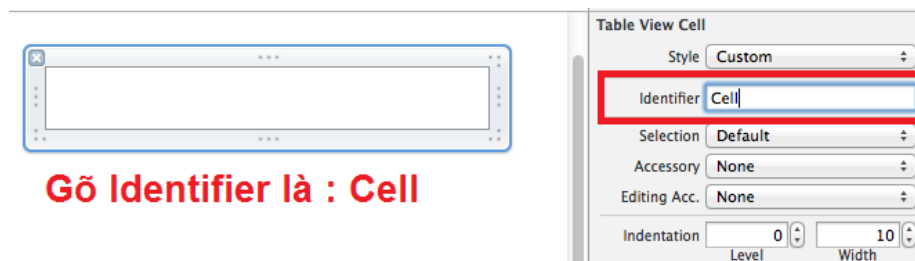 Table View Cell
Style Custom
Identifier Cell
Selection Default
Accessory None
Editing Acc. None
Indentation 0 10
Level Width
Gõ Identifier là : Cell